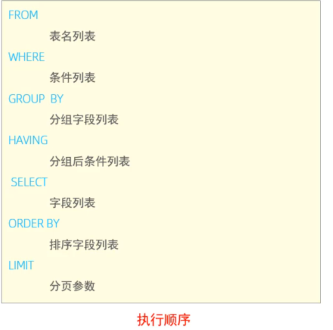 FROM
表名列表
WHERE
条件列表
GROUP BY
分组字段列表
HAVING
分组后条件列表
SELECT
字段列表
ORDER BY
排序字段列表
LIMIT
分页参数
执行顺序